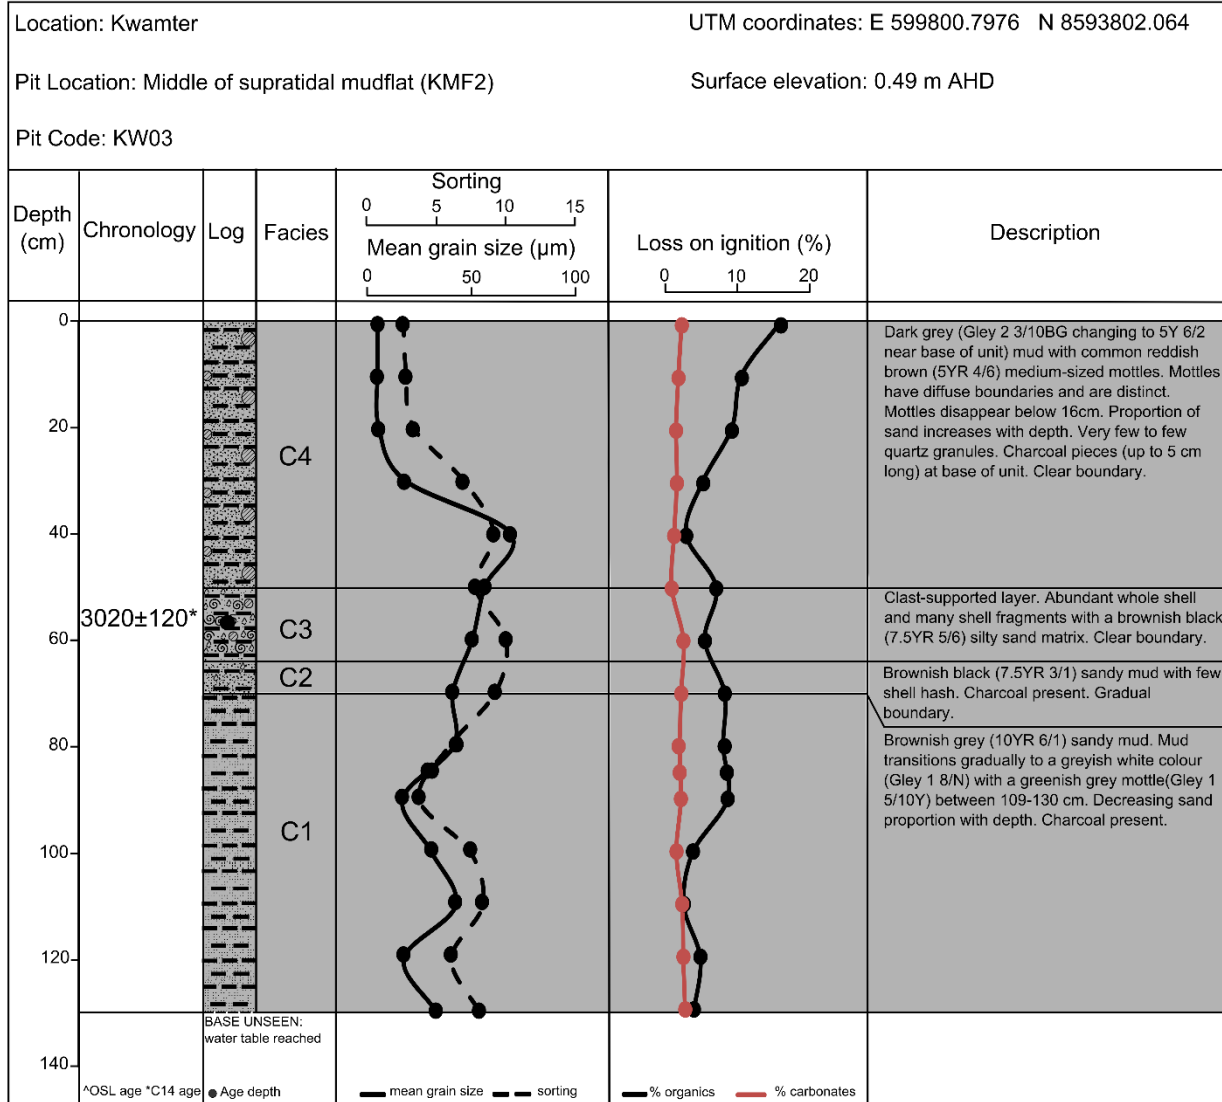 Location: Kwamter
UTM coordinates: E 599800.7976 N 8593802.064
Pit Location: Middle of supratidal mudflat (KMF2)
Surface elevation: 0.49 m AHD
Pit Code: KW03
Depth
(cm)
Chronology
Log
Facies
Sorting
0 5 10 15
Mean grain size (µm)
0 50 100
Loss on ignition (%)
0 10 20
Description
0
20
40
60
80
100
120
140
3020±120*
C4
C3
C2
C1
Dark grey (Gley 2 3/10BG changing to 5Y 6/2
near base of unit) mud with common reddish
brown (5YR 4/6) medium-sized mottles. Mottles
have diffuse boundaries and are distinct.
Mottles disappear below 16cm. Proportion of
sand increases with depth. Very few to few
quartz granules. Charcoal pieces (up to 5 cm
long) at base of unit. Clear boundary.
Clast-supported layer. Abundant whole shell
and many shell fragments with a brownish black
(7.5YR 5/6) silty sand matrix. Clear boundary.
Brownish black (7.5YR 3/1) sandy mud with few
shell hash. Charcoal present. Gradual
boundary.
Brownish grey (10YR 6/1) sandy mud. Mud
transitions gradually to a greyish white colour
(Gley 1 8/N) with a greenish grey mottle(Gley 1
5/10Y) between 109-130 cm. Decreasing sand
proportion with depth. Charcoal present.
BASE UNSEEN:
water table reached
^OSL age *C14 age
Age depth
mean grain size
sorting
% organics
% carbonates